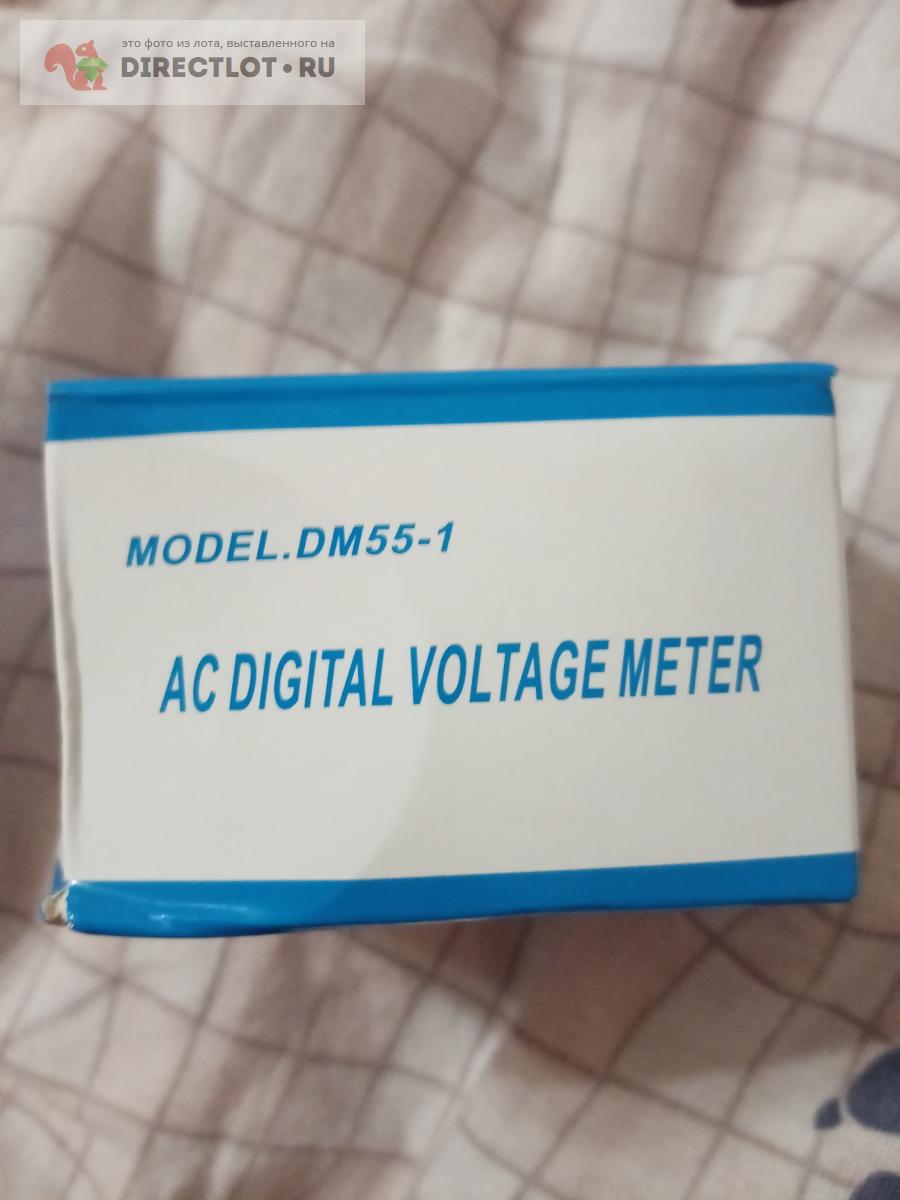 это фото из лота, выставленного на
DIRECTLOT•RU
MODEL.DM55-1
AC DIGITAL VOLTAGE METER